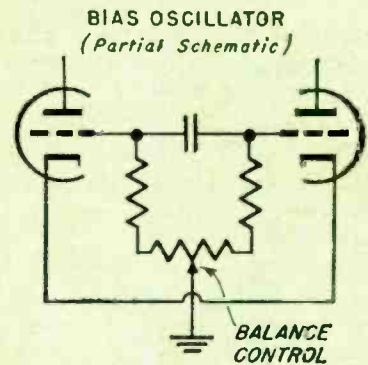 BIAS OSCILLATOR
(Partial Schematic)
BALANCE
CONTROL